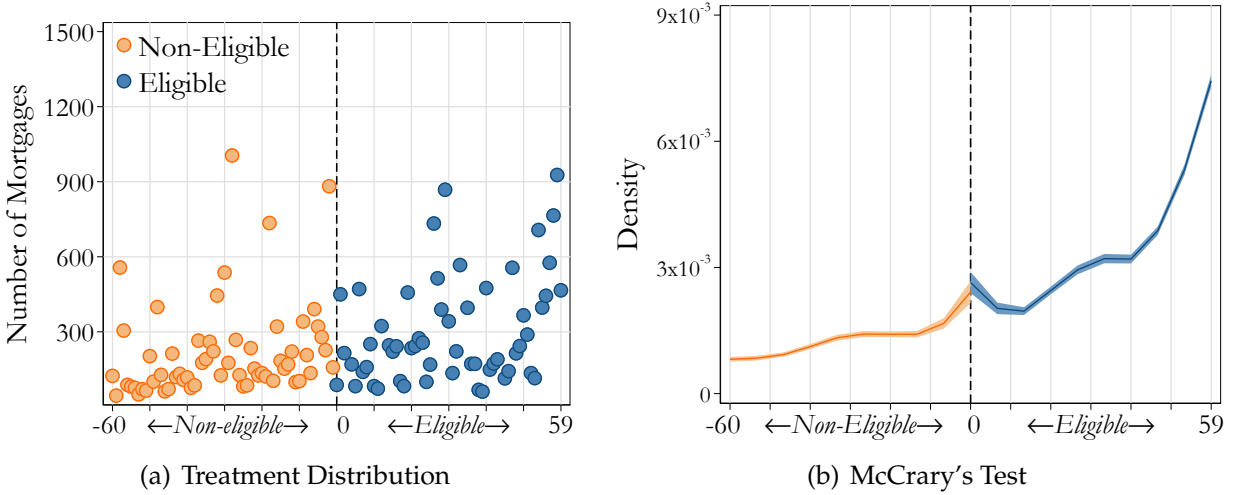 Number of Mortgages
1500
1200
900
600
300
Non-Eligible
Eligible
-60 ←Non-eligible→ 0 ←Eligible→ 59
(a) Treatment Distribution
Density
9x10⁻³
6x10⁻³
3x10⁻³
0
-60 ←Non-Eligible→ 0 ←Eligible→ 59
(b) McCrary's Test